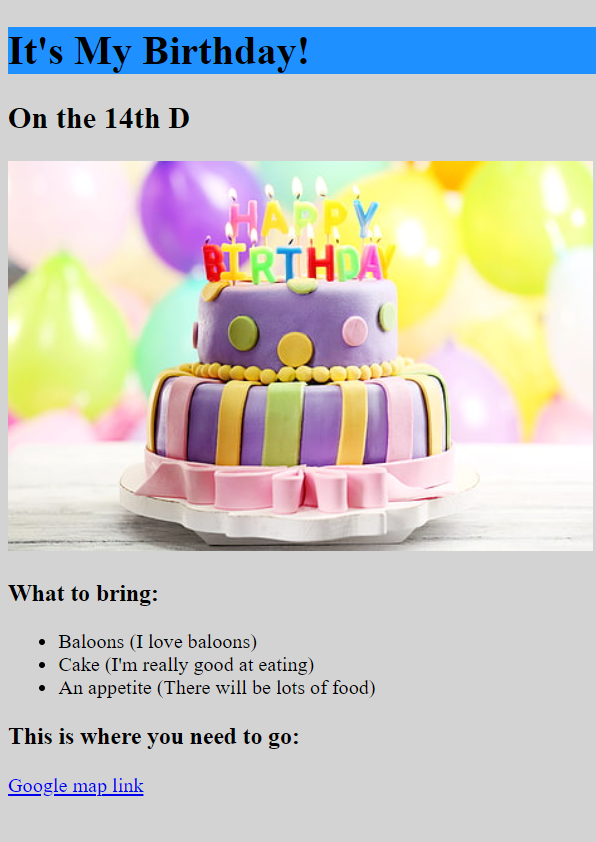 It's My Birthday!
On the 14th D
HAPPY
BIRTHDAY
What to bring:
Baloons (I love baloons)
Cake (I'm really good at eating)
An appetite (There will be lots of food)
This is where you need to go:
Google map link